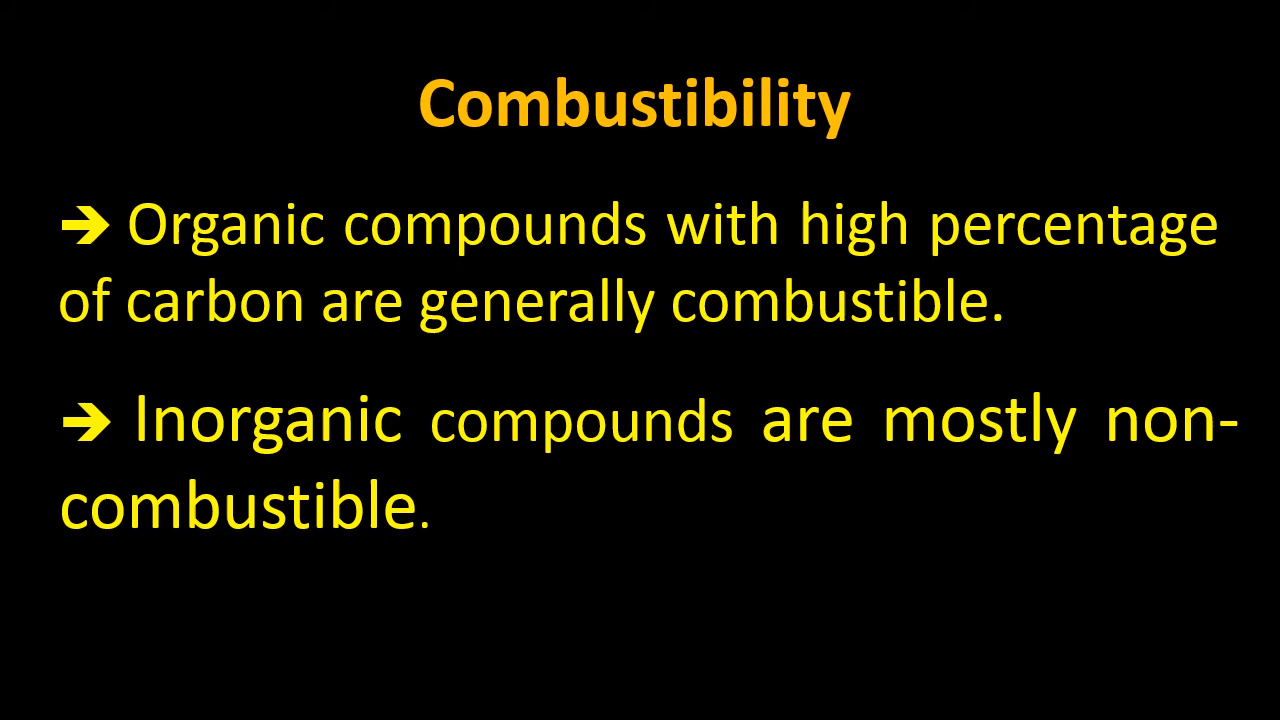 Combustibility
➔ Organic compounds with high percentage
of carbon are generally combustible.
➔ Inorganic compounds are mostly non-
combustible.